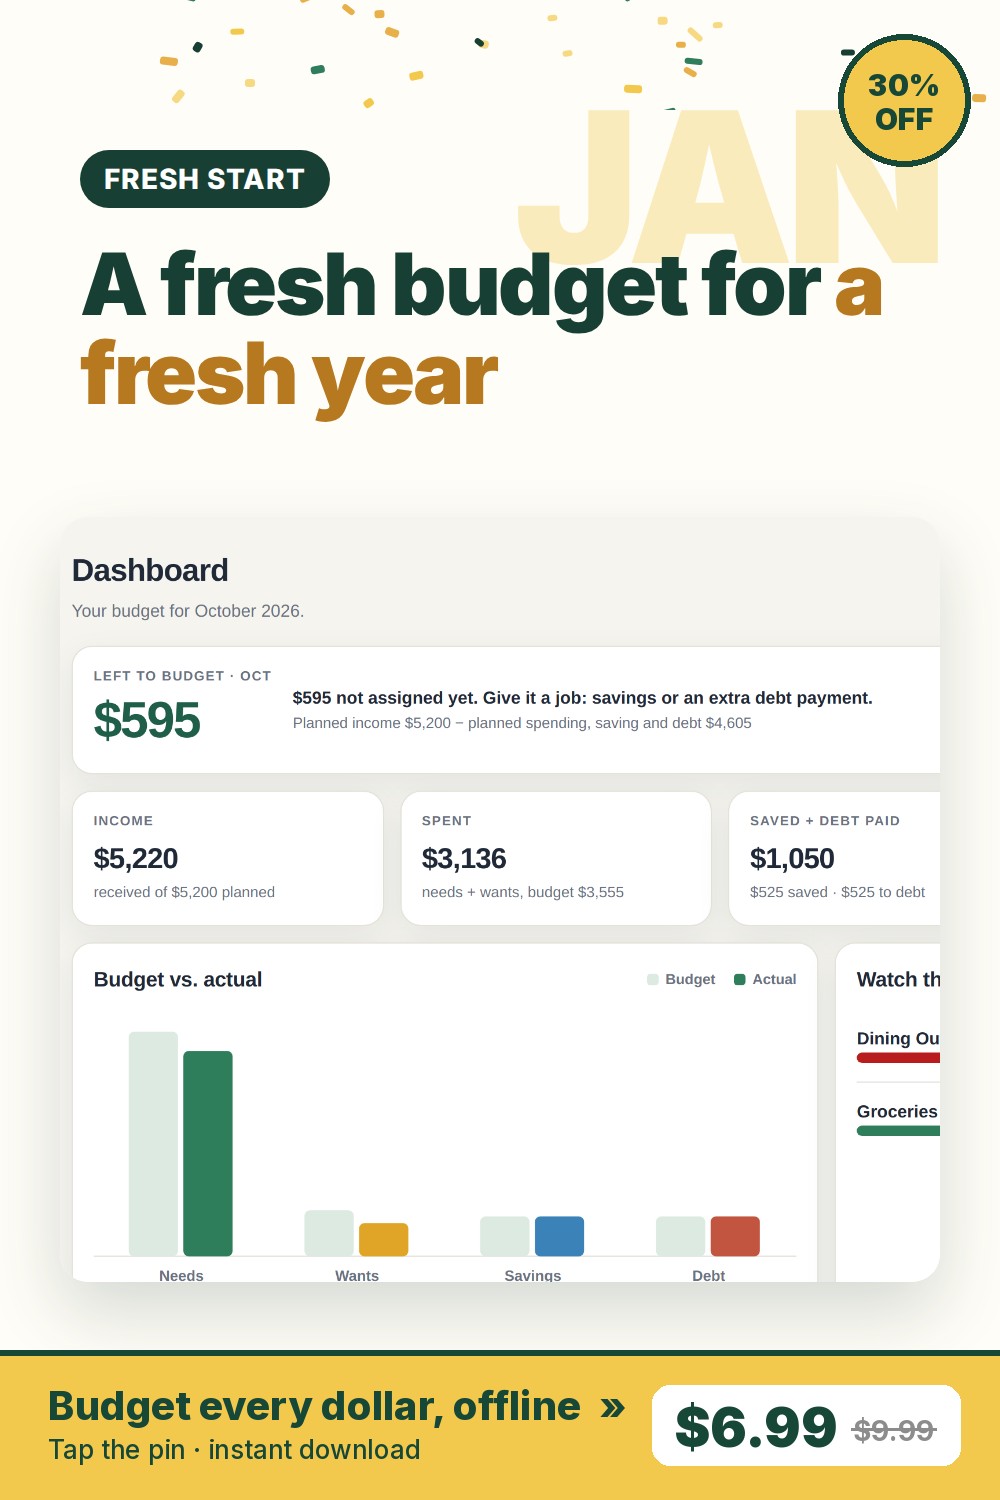 30%
OFF
JAN
FRESH START
A fresh budget for a
fresh year
Dashboard
Your budget for October 2026.
LEFT TO BUDGET · OCT
$595
$595 not assigned yet. Give it a job: savings or an extra debt payment.
Planned income $5,200 − planned spending, saving and debt $4,605
INCOME
$5,220
received of $5,200 planned
SPENT
$3,136
needs + wants, budget $3,555
SAVED + DEBT PAID
$1,050
$525 saved · $525 to debt
Budget vs. actual
Budget
Actual
Needs
Wants
Savings
Debt
Watch th
Dining Ou
Groceries
Budget every dollar, offline »
Tap the pin · instant download
$6.99 $9.99